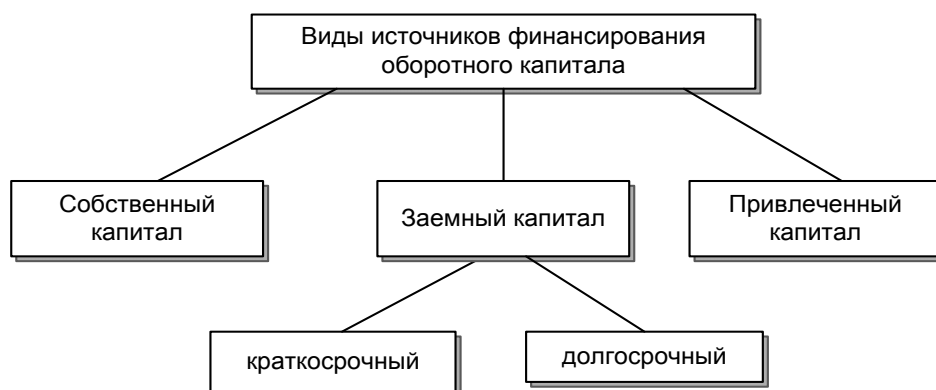 Виды источников финансирования
оборотного капитала
Собственный
капитал
Заемный капитал
Привлеченный
капитал
краткосрочный
долгосрочный